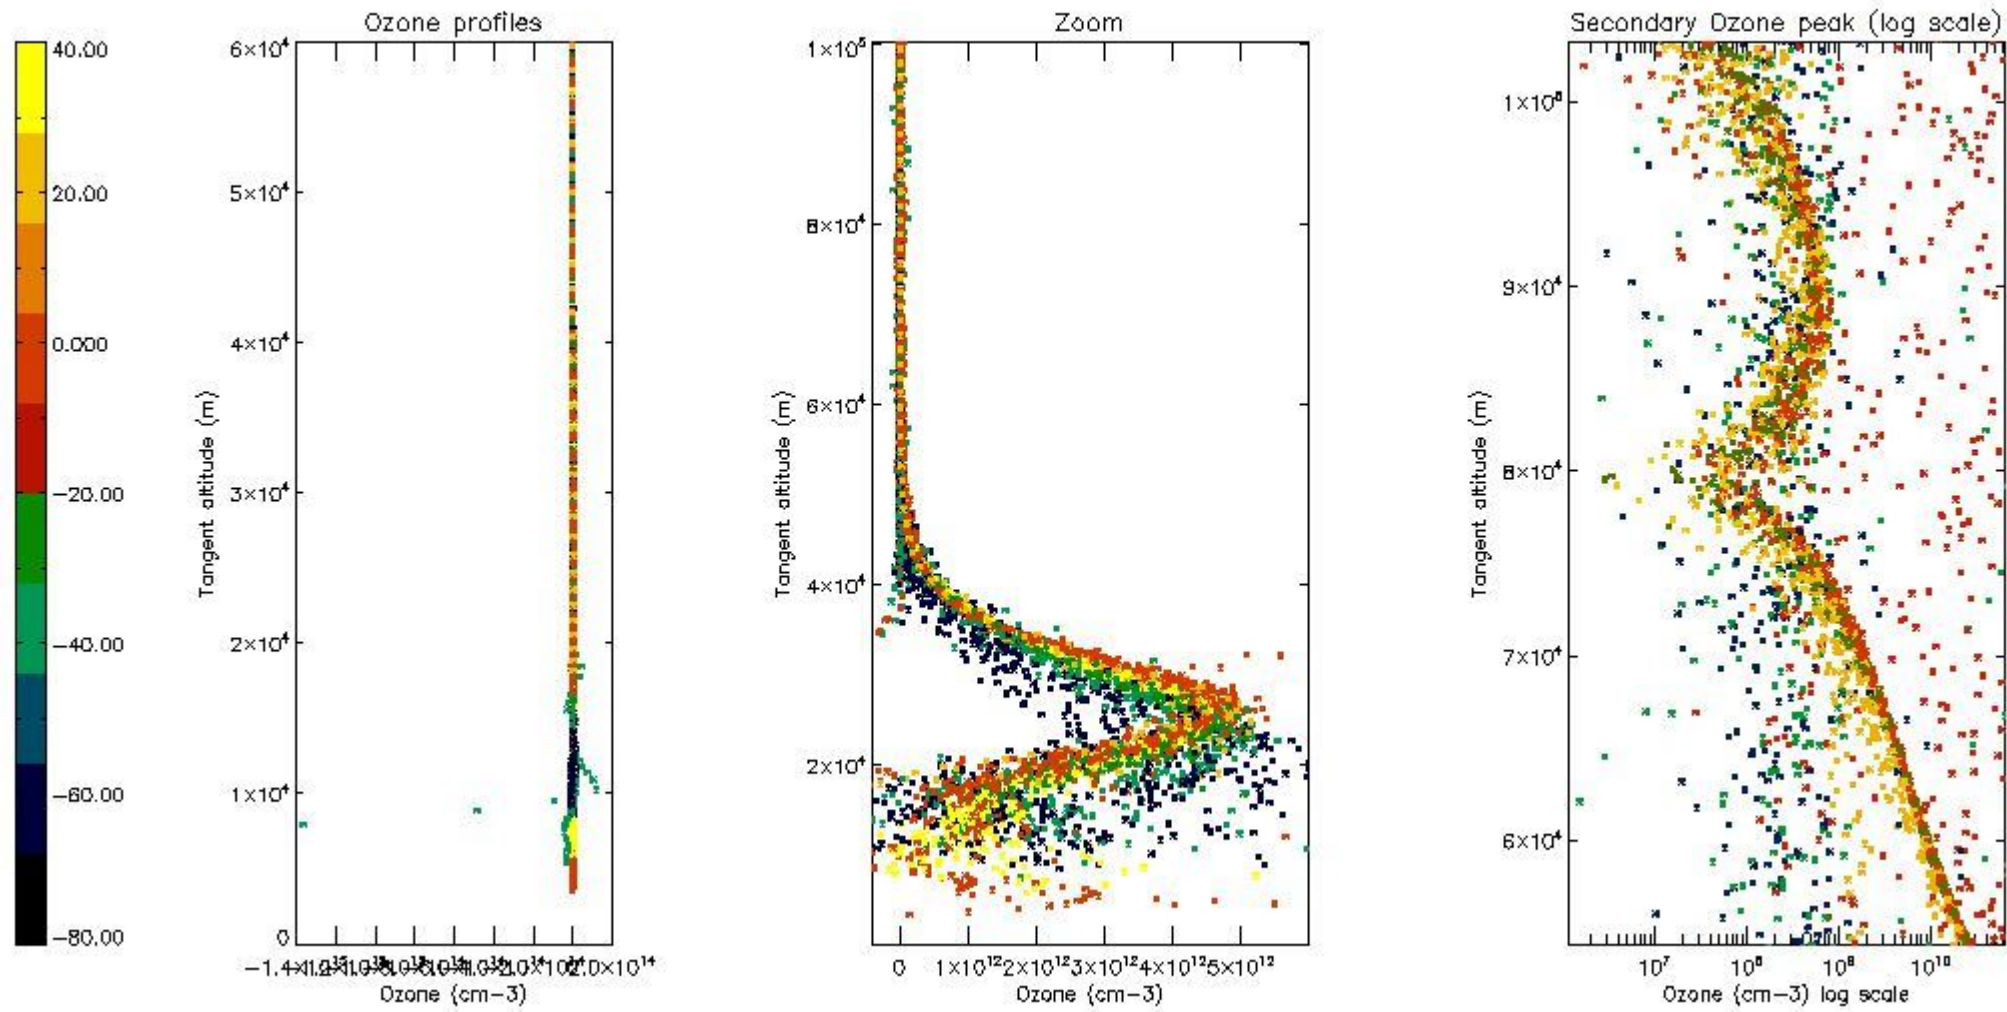 Ozone profiles
Zoom
Secondary Ozone peak (log scale)
40.00
20.00
0.000
−20.00
−40.00
−60.00
−80.00
6×10⁴
5×10⁴
4×10⁴
3×10⁴
2×10⁴
1×10⁴
0
Tangent altitude (m)
2.0×10¹⁴
Ozone (cm−3)
1×10⁵
8×10⁴
6×10⁴
4×10⁴
2×10⁴
Tangent altitude (m)
0 1×10¹² 2×10¹² 3×10¹² 4×10¹² 5×10¹²
Ozone (cm−3)
1×10⁵
9×10⁴
8×10⁴
7×10⁴
6×10⁴
Tangent altitude (m)
10⁷ 10⁸ 10⁹ 10¹⁰
Ozone (cm−3) log scale